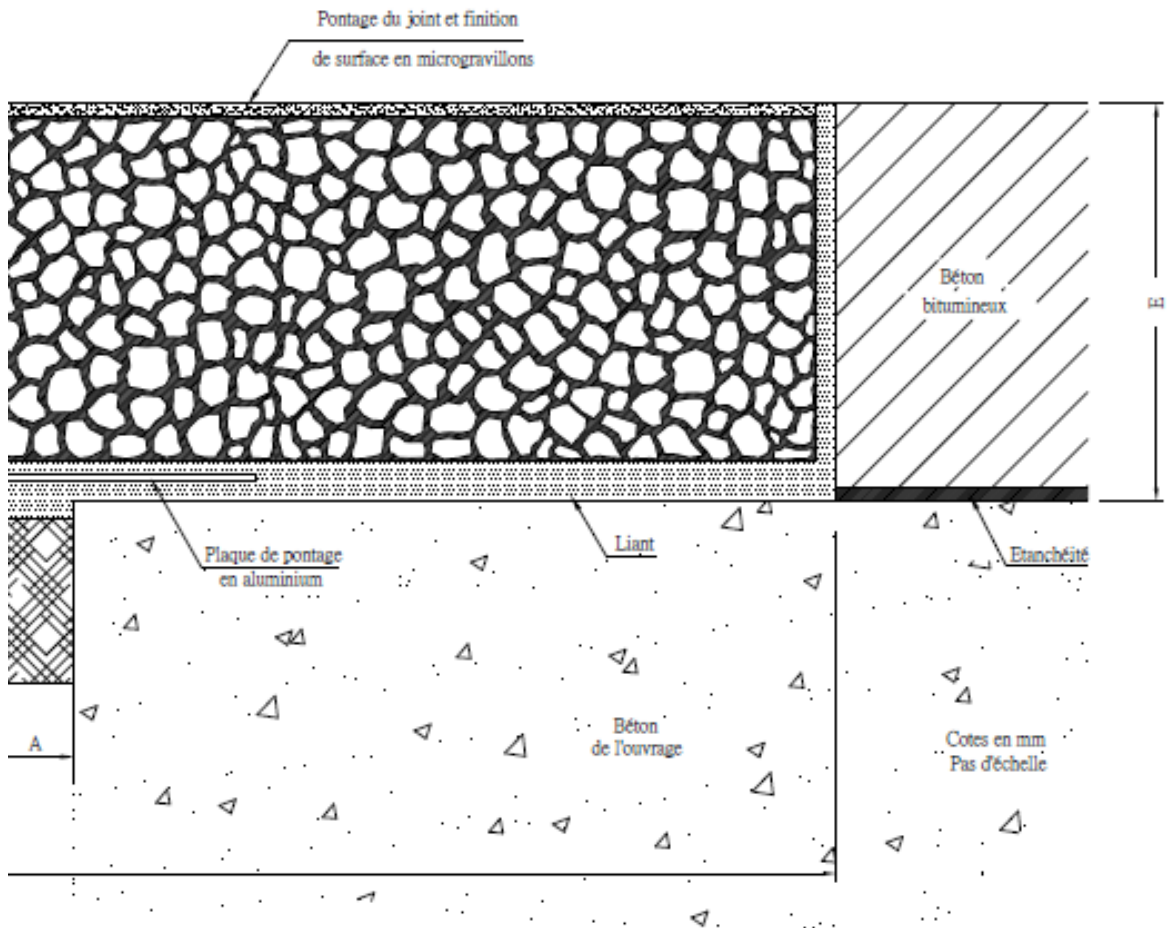 Pontage du joint et finition
de surface en microgravillons
Béton
bitumineux
E
Plaque de pontage
en aluminium
Liant
Etanchéité
A
Béton
de l'ouvrage
Cotes en mm
Pas d'échelle